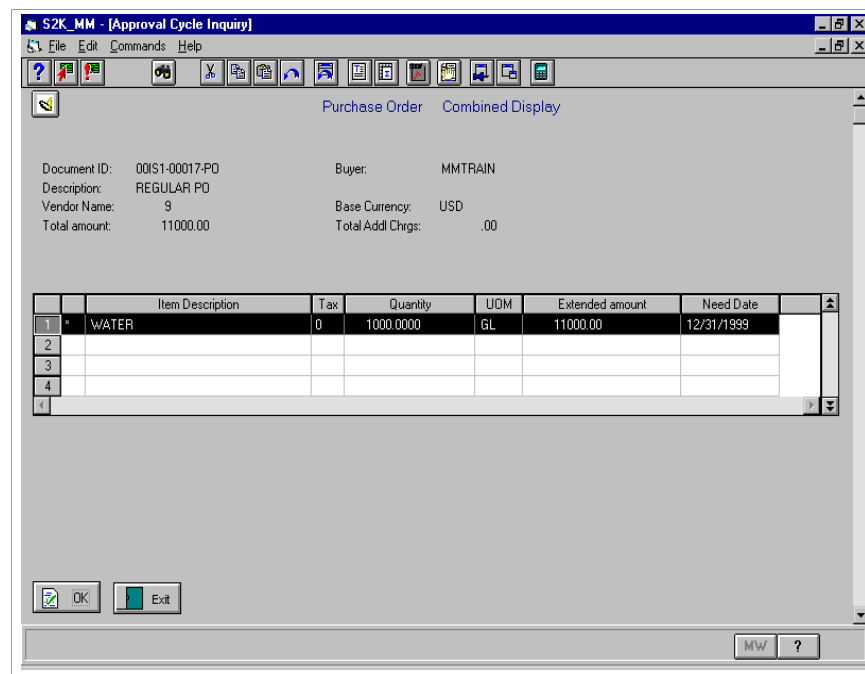 S2K_MM - [Approval Cycle Inquiry]
File Edit Commands Help
Purchase Order Combined Display
Document ID: 00IS1-00017-PO Buyer: MMTRAIN
Description: REGULAR PO
Vendor Name: 9 Base Currency: USD
Total amount: 11000.00 Total Addl Chrgs: .00
Item Description Tax Quantity UOM Extended amount Need Date
1 * WATER 0 1000.0000 GL 11000.00 12/31/1999
2
3
4
OK Exit
MW ?